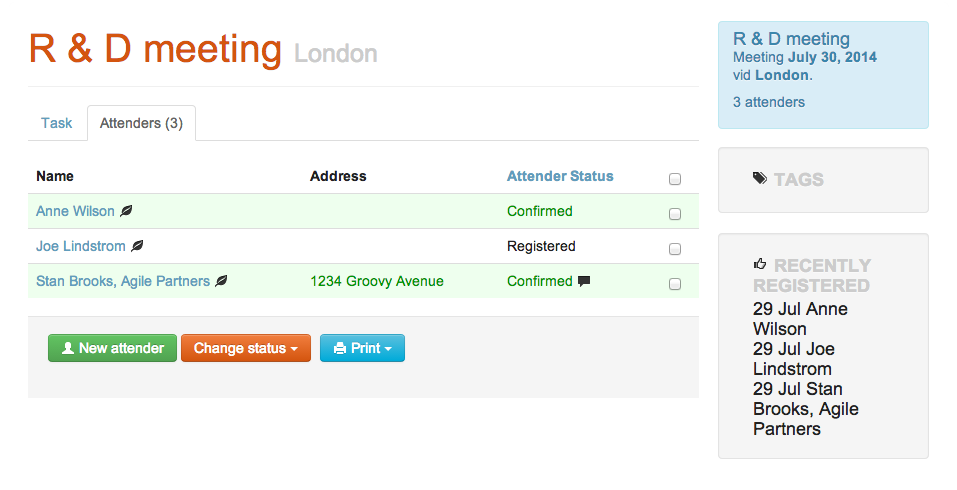 R & D meeting London
Task Attenders (3)
Name Address Attender Status
Anne Wilson Confirmed
Joe Lindstrom Registered
Stan Brooks, Agile Partners 1234 Groovy Avenue Confirmed
New attender Change status Print
R & D meeting
Meeting July 30, 2014
vid London.
3 attenders
TAGS
RECENTLY
REGISTERED
29 Jul Anne
Wilson
29 Jul Joe
Lindstrom
29 Jul Stan
Brooks, Agile
Partners